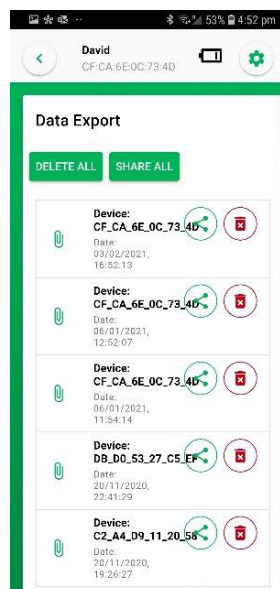 53% 4:52 pm
David
CF:CA:6E:0C:73:4D
Data Export
DELETE ALL SHARE ALL
Device:
CF_CA_6E_0C_73_4D
Date:
03/02/2021,
16:52:13
Device:
CF_CA_6E_0C_73_4D
Date:
06/01/2021,
12:52:07
Device:
CF_CA_6E_0C_73_4D
Date:
06/01/2021,
11:54:14
Device:
DB_D0_53_27_C5_EF
Date:
20/11/2020,
22:41:29
Device:
C2_A4_D9_11_20_58
Date:
20/11/2020,
19:26:27